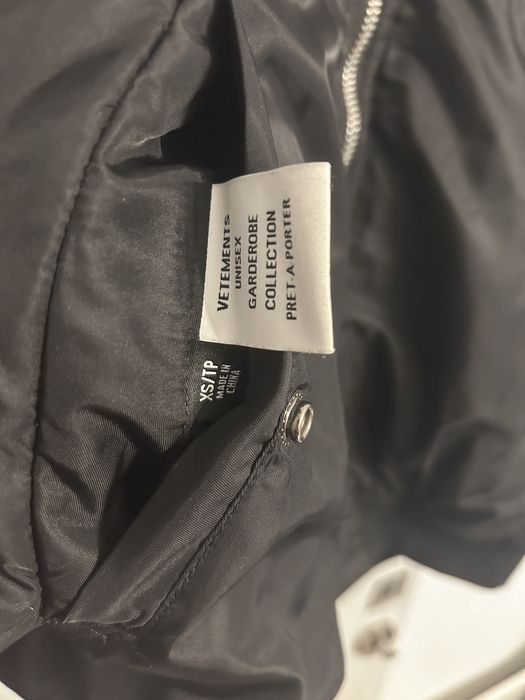 VETEMENTS
UNISEX
GARDEROBE
COLLECTION
PRET-A-PORTER
XS/TP
MADE IN
CHINA